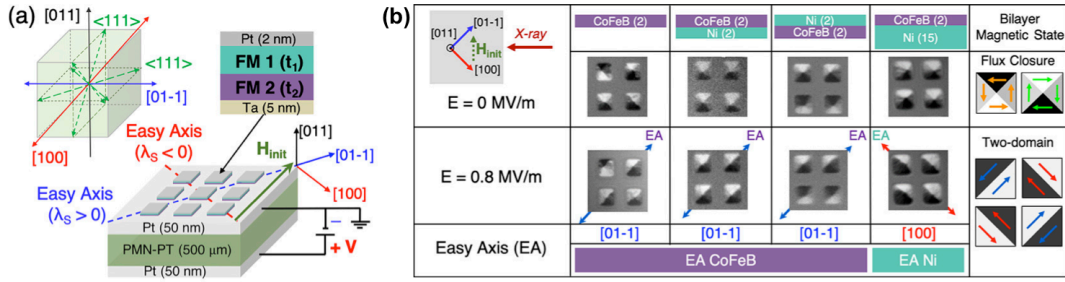 (a)
[011]
<111>
<111>
[01-1]
[100]
Pt (2 nm)
FM 1 (t₁)
FM 2 (t₂)
Ta (5 nm)
Easy Axis
(λS < 0)
Hinit
[011]
[01-1]
[100]
Easy Axis
(λS > 0)
Pt (50 nm)
PMN-PT (500 μm)
Pt (50 nm)
−
+ V
(b)
[01-1]
[011]
Hinit
[100]
X-ray
CoFeB (2)
CoFeB (2)
Ni (2)
Ni (2)
CoFeB (2)
CoFeB (2)
Ni (15)
Bilayer
Magnetic State
E = 0 MV/m
Flux Closure
E = 0.8 MV/m
EA
EA
EA
EA
Two-domain
Easy Axis (EA)
[01-1]
[01-1]
[01-1]
[100]
EA CoFeB
EA Ni